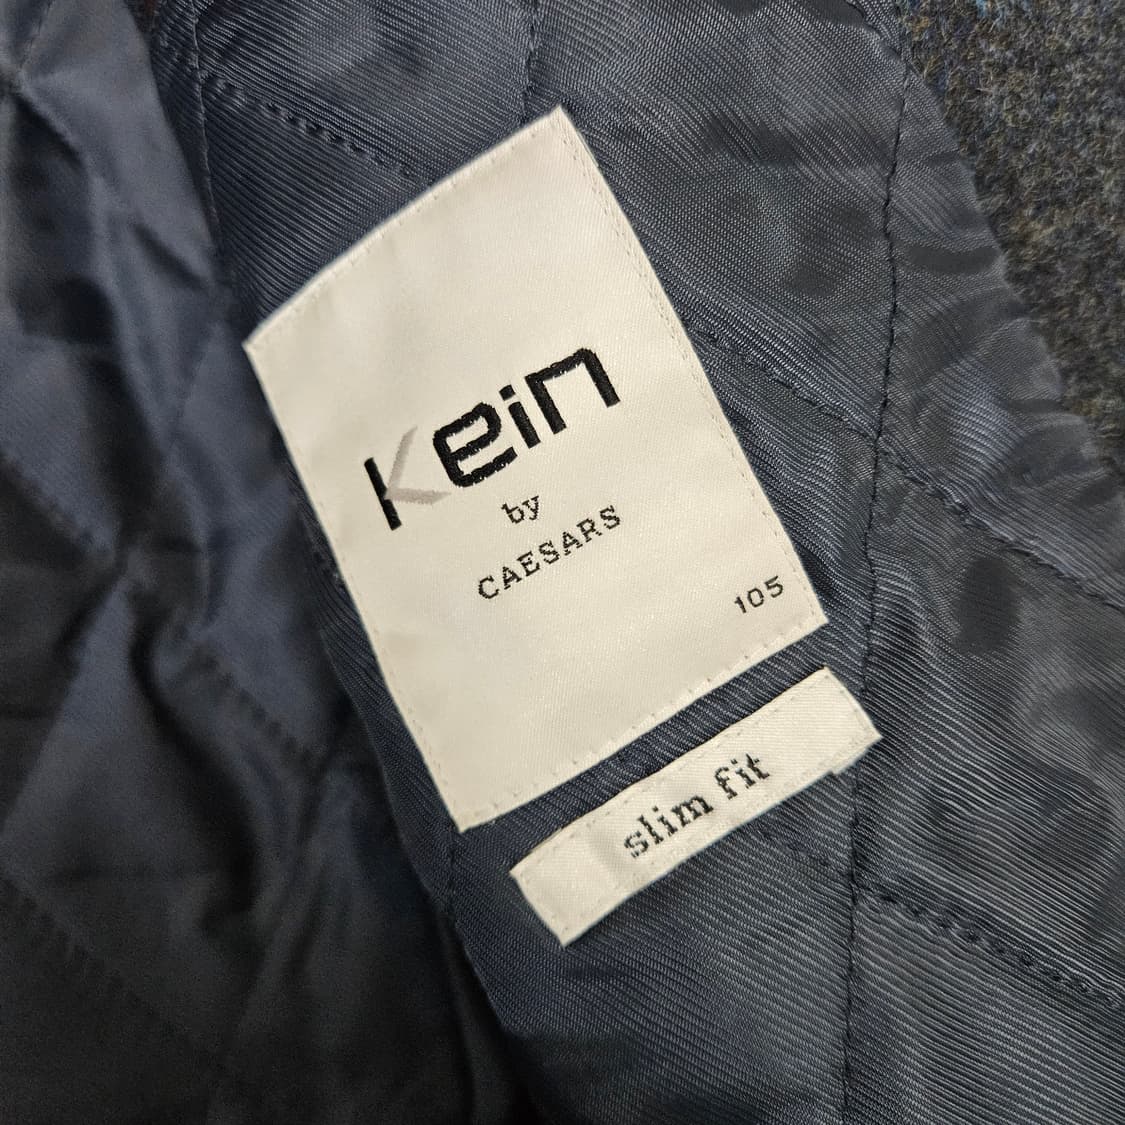 Kein
by
CAESARS
105
slim fit